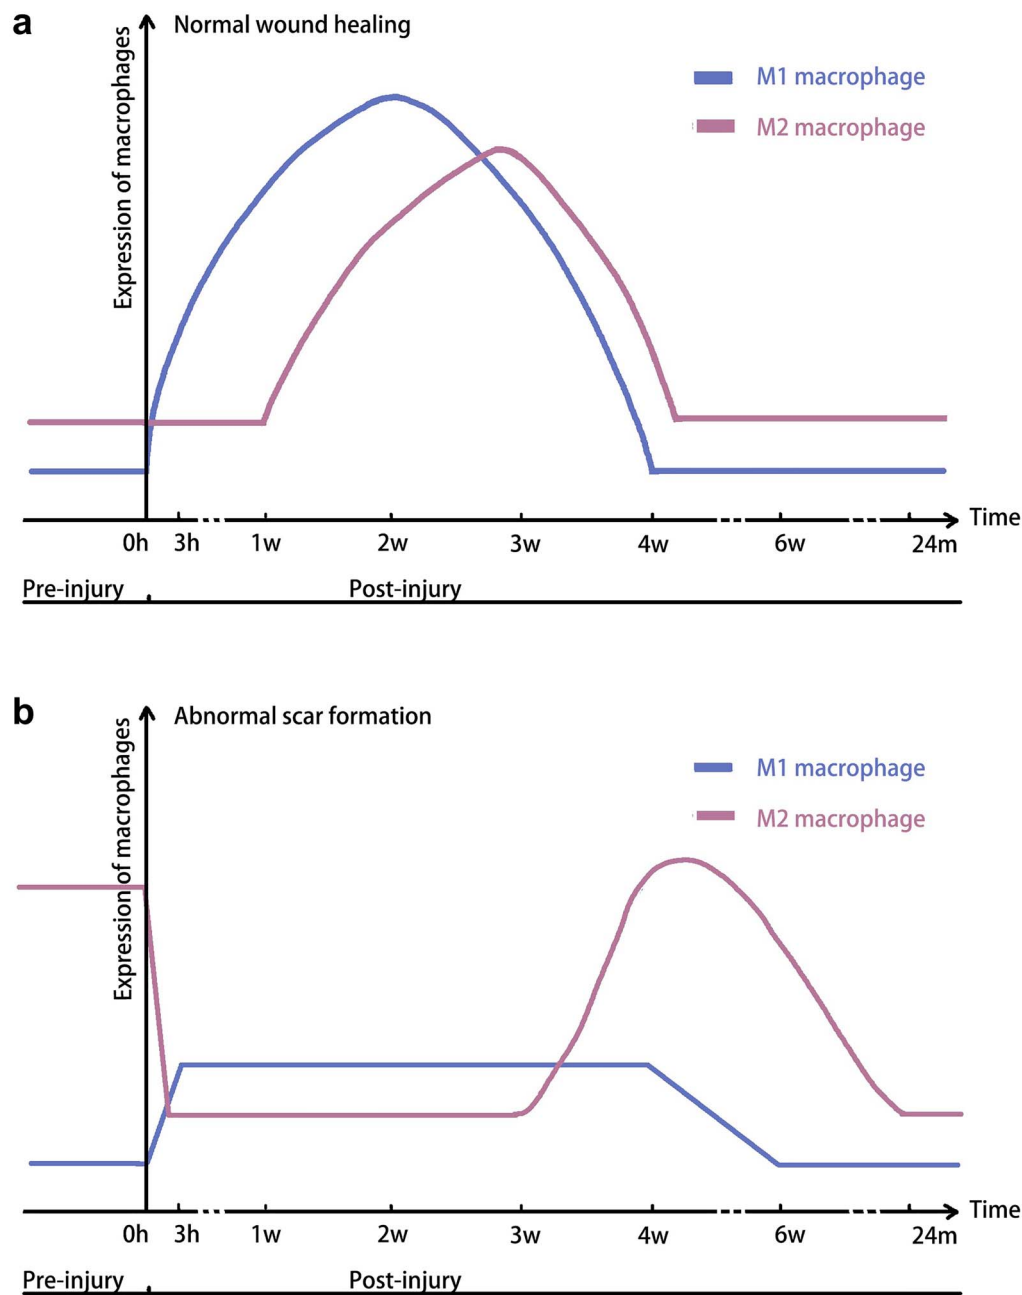 a
Normal wound healing
Expression of macrophages
M1 macrophage
M2 macrophage
0h 3h 1w 2w 3w 4w 6w 24m
Time
Pre-injury Post-injury
b
Abnormal scar formation
Expression of macrophages
M1 macrophage
M2 macrophage
0h 3h 1w 2w 3w 4w 6w 24m
Time
Pre-injury Post-injury